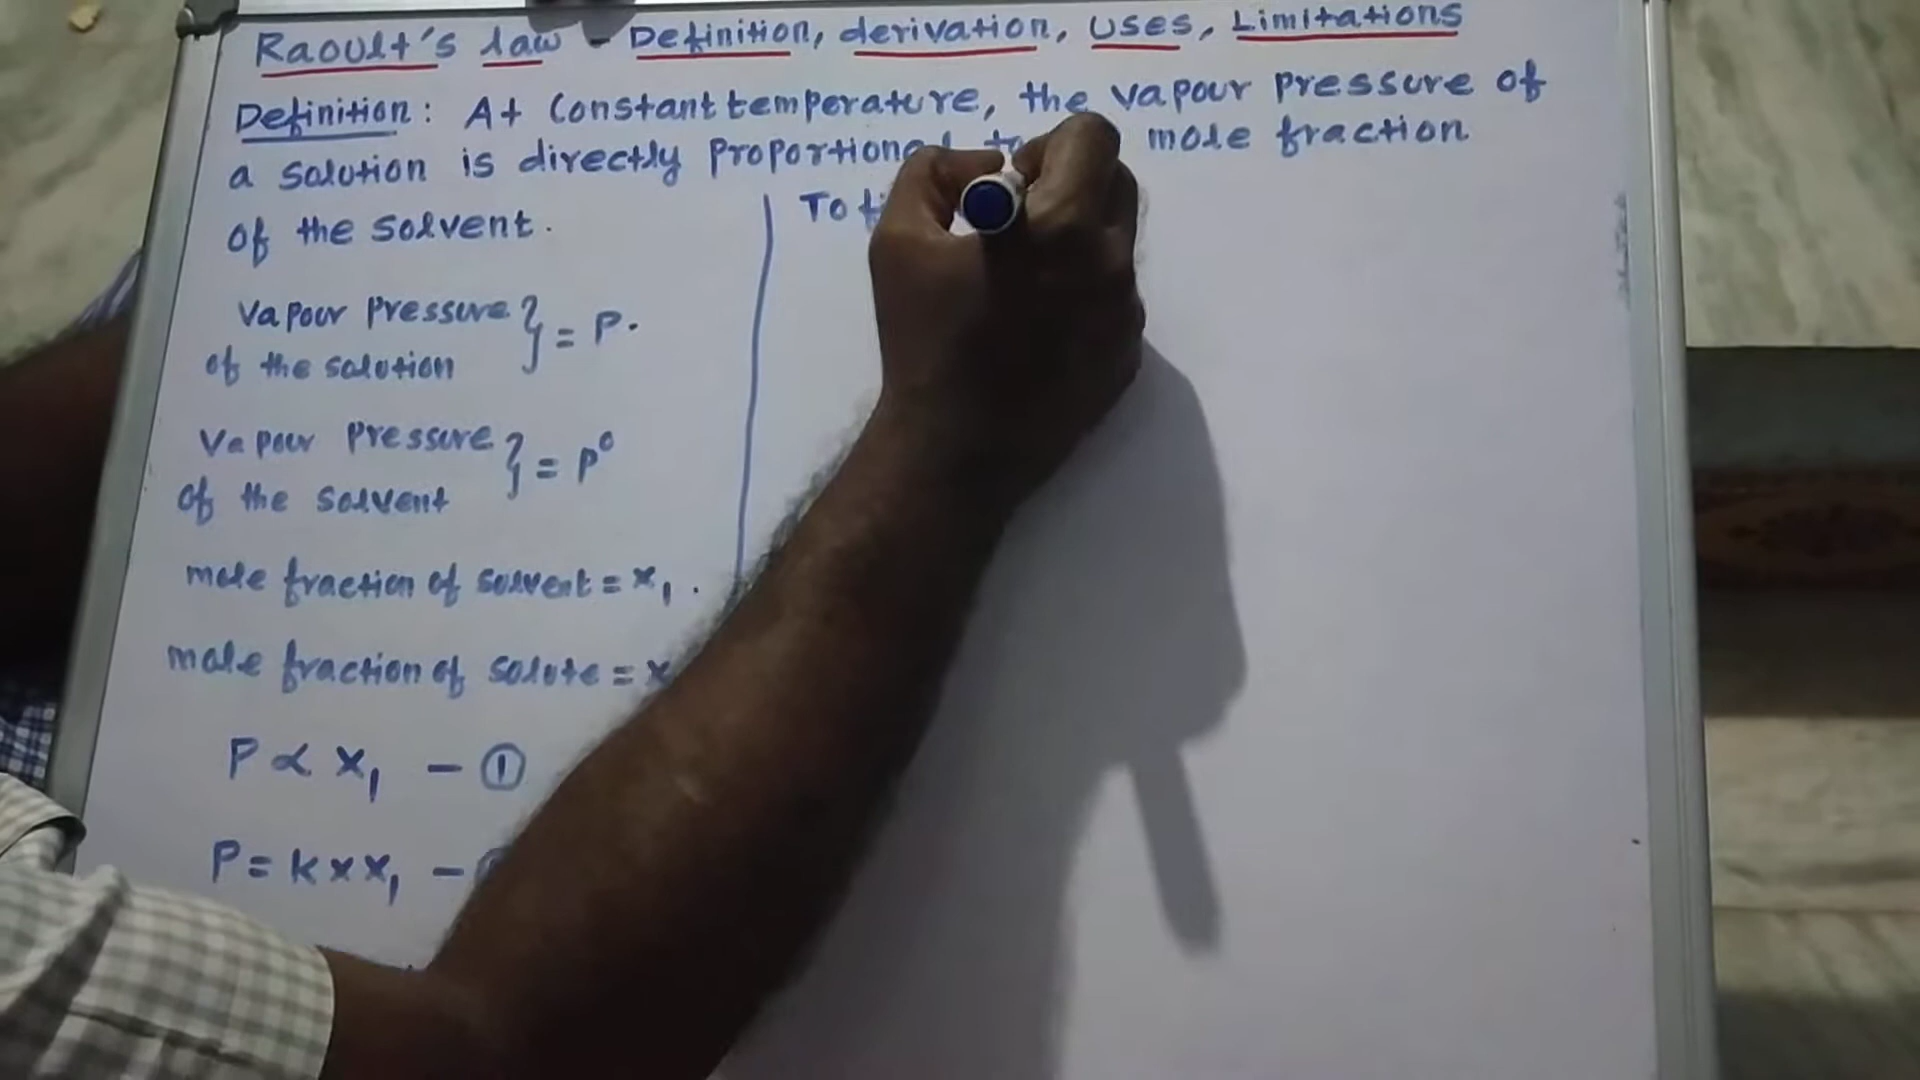 Raoult's law - Definition, derivation, uses, Limitations
Definition: At constant temperature, the vapour pressure of
a solution is directly proportional to mole fraction
of the solvent.
Vapour pressure } = P.
of the solution
Vapour pressure } = P⁰
of the solvent
mole fraction of solvent = x₁.
mole fraction of solute = x
P ∝ x₁ - ①
P = k × x₁ -
To